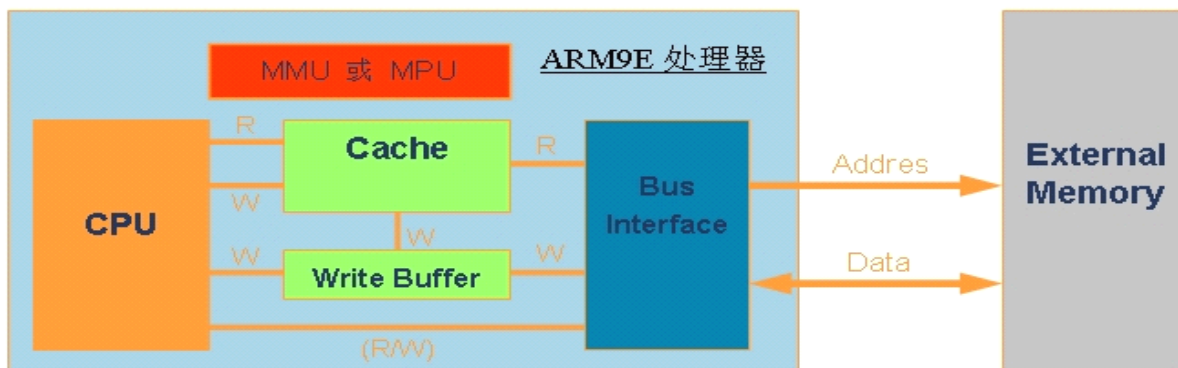 MMU 或 MPU
ARM9E 处理器
R
Cache
R
W
CPU
W
Write Buffer
W
W
(R/W)
Bus
Interface
Addres
Data
External
Memory